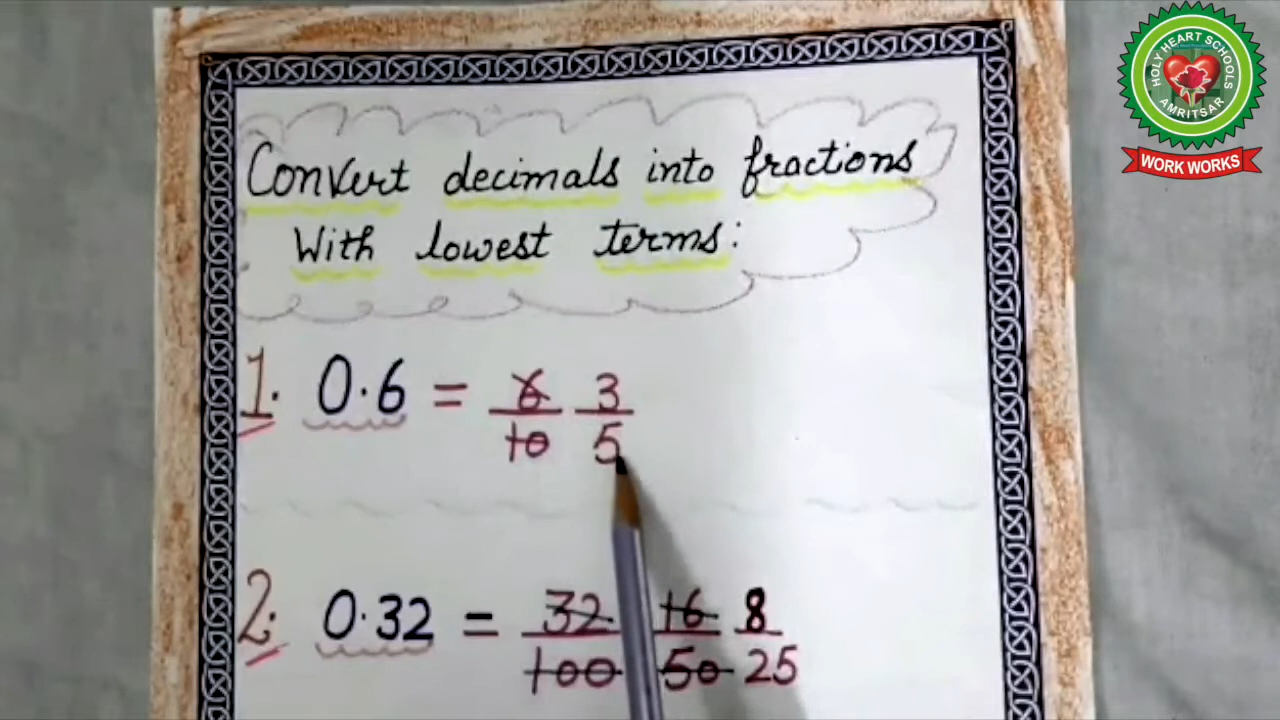 Convert decimals into fractions
With lowest terms:
1. 0.6 = 6/10 3/5
2. 0.32 = 32/100 16/50 8/25
HOLY HEART SCHOOLS
AMRITSAR
WORK WORKS